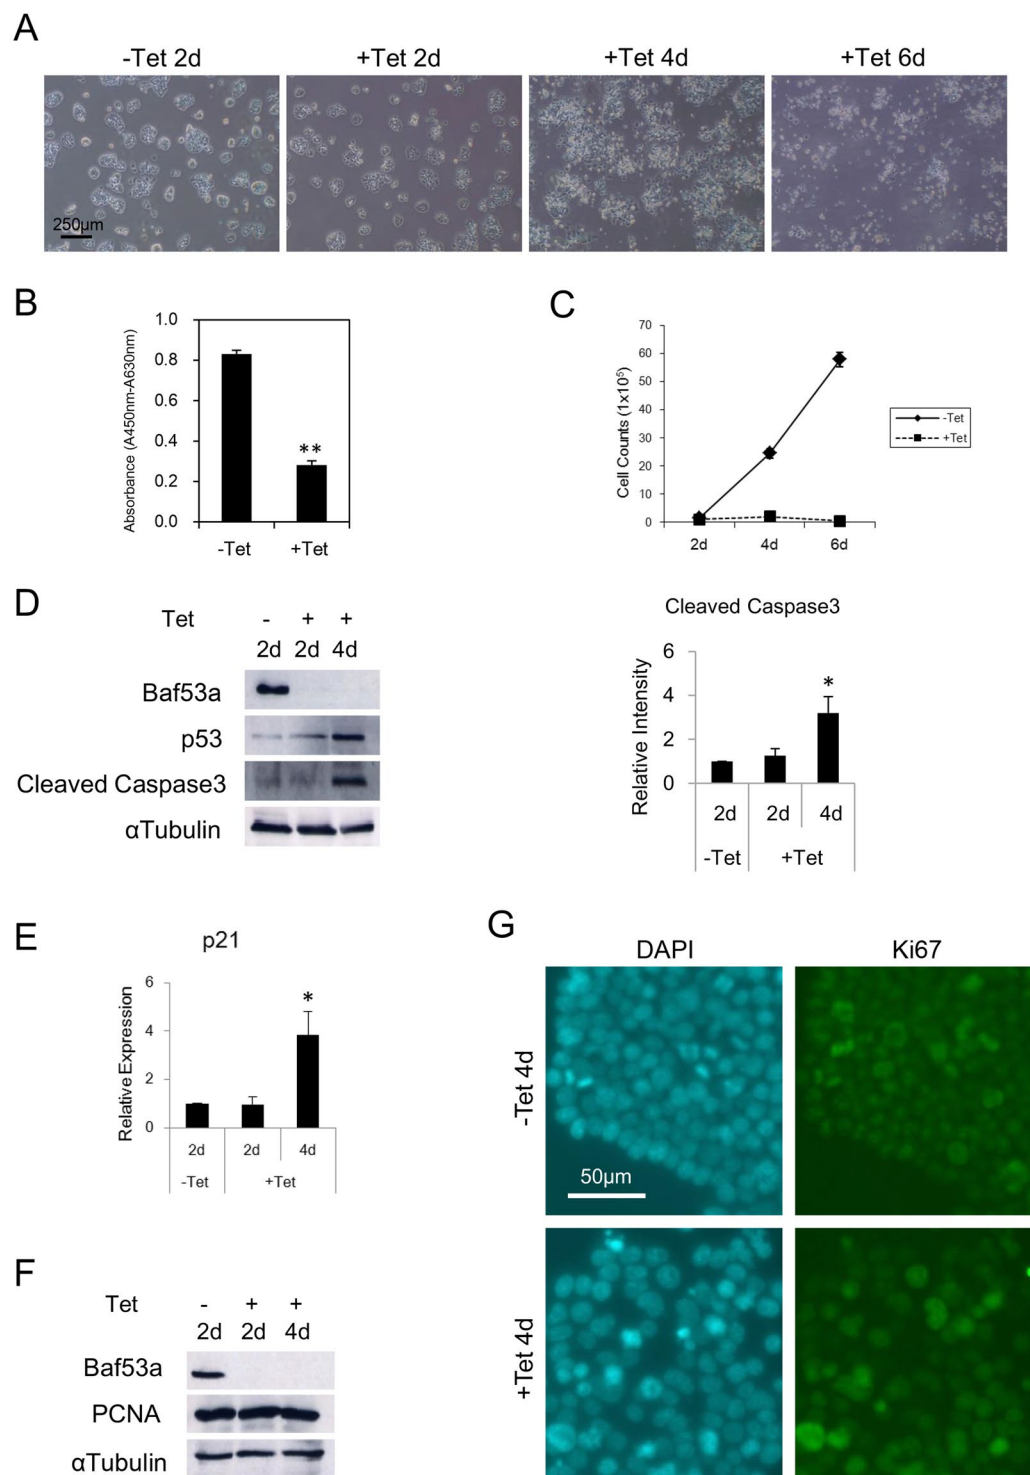 A
-Tet 2d +Tet 2d +Tet 4d +Tet 6d
250µm
B
Absorbance (A450nm-A630nm)
1.0
0.8
0.6
0.4
0.2
0.0
**
-Tet +Tet
C
Cell Counts (1x10⁵)
70
60
50
40
30
20
10
0
2d 4d 6d
-Tet
+Tet
D
Tet - + +
2d 2d 4d
Baf53a
p53
Cleaved Caspase3
αTubulin
Cleaved Caspase3
Relative Intensity
6
4
2
0
*
2d 2d 4d
-Tet +Tet
E
p21
Relative Expression
6
4
2
0
*
2d 2d 4d
-Tet +Tet
F
Tet - + +
2d 2d 4d
Baf53a
PCNA
αTubulin
G
DAPI Ki67
-Tet 4d
50µm
+Tet 4d